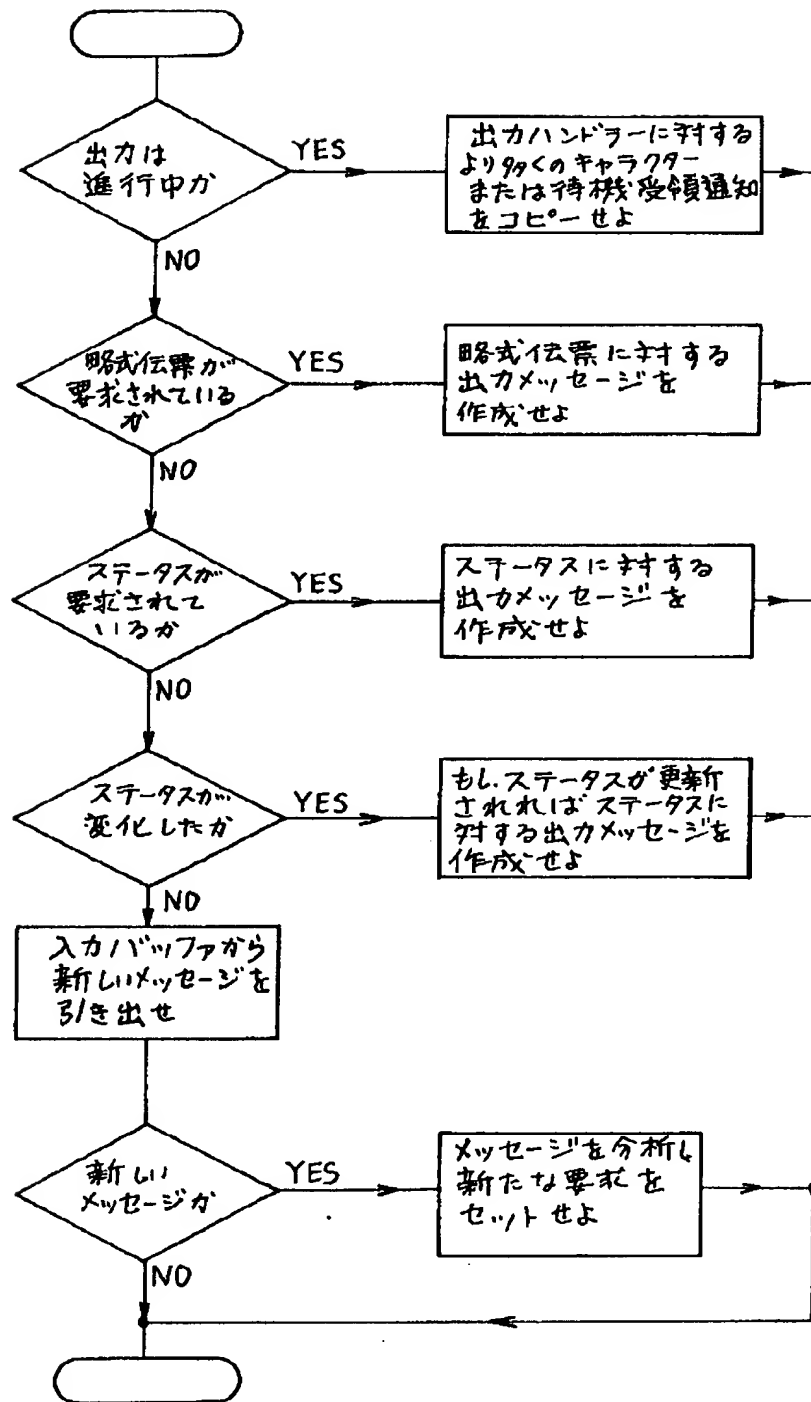 出力は
進行中か
YES
出力ハンドラーに対する
より多くのキャラクター
または待機受領通知
をコピーせよ
NO
略式伝票が
要求されている
か
YES
略式伝票に対する
出力メッセージを
作成せよ
NO
ステータスが
要求されて
いるか
YES
ステータスに対する
出力メッセージを
作成せよ
NO
ステータスが
変化したか
YES
もし、ステータスが更新
されればステータスに
対する出力メッセージを
作成せよ
NO
入力バッファから
新しいメッセージを
引き出せ
新しい
メッセージか
YES
メッセージを分析し
新たな要求を
セットせよ
NO